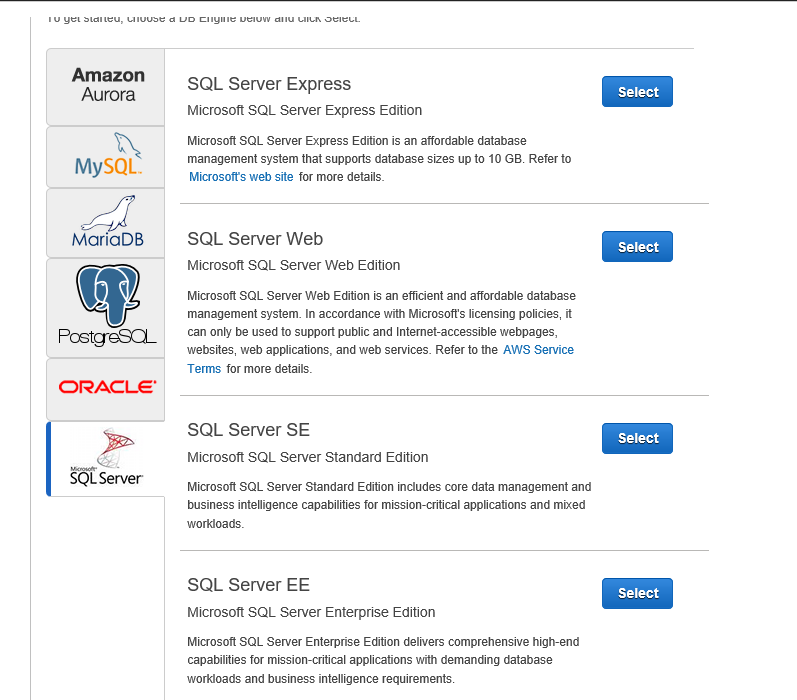 To get started, choose a DB Engine below and click Select.
Amazon
Aurora
MySQL
MariaDB
PostgreSQL
ORACLE
Microsoft
SQL Server
SQL Server Express
Select
Microsoft SQL Server Express Edition
Microsoft SQL Server Express Edition is an affordable database
management system that supports database sizes up to 10 GB. Refer to
Microsoft's web site for more details.
SQL Server Web
Select
Microsoft SQL Server Web Edition
Microsoft SQL Server Web Edition is an efficient and affordable database
management system. In accordance with Microsoft's licensing policies, it
can only be used to support public and Internet-accessible webpages,
websites, web applications, and web services. Refer to the AWS Service
Terms for more details.
SQL Server SE
Select
Microsoft SQL Server Standard Edition
Microsoft SQL Server Standard Edition includes core data management and
business intelligence capabilities for mission-critical applications and mixed
workloads.
SQL Server EE
Select
Microsoft SQL Server Enterprise Edition
Microsoft SQL Server Enterprise Edition delivers comprehensive high-end
capabilities for mission-critical applications with demanding database
workloads and business intelligence requirements.